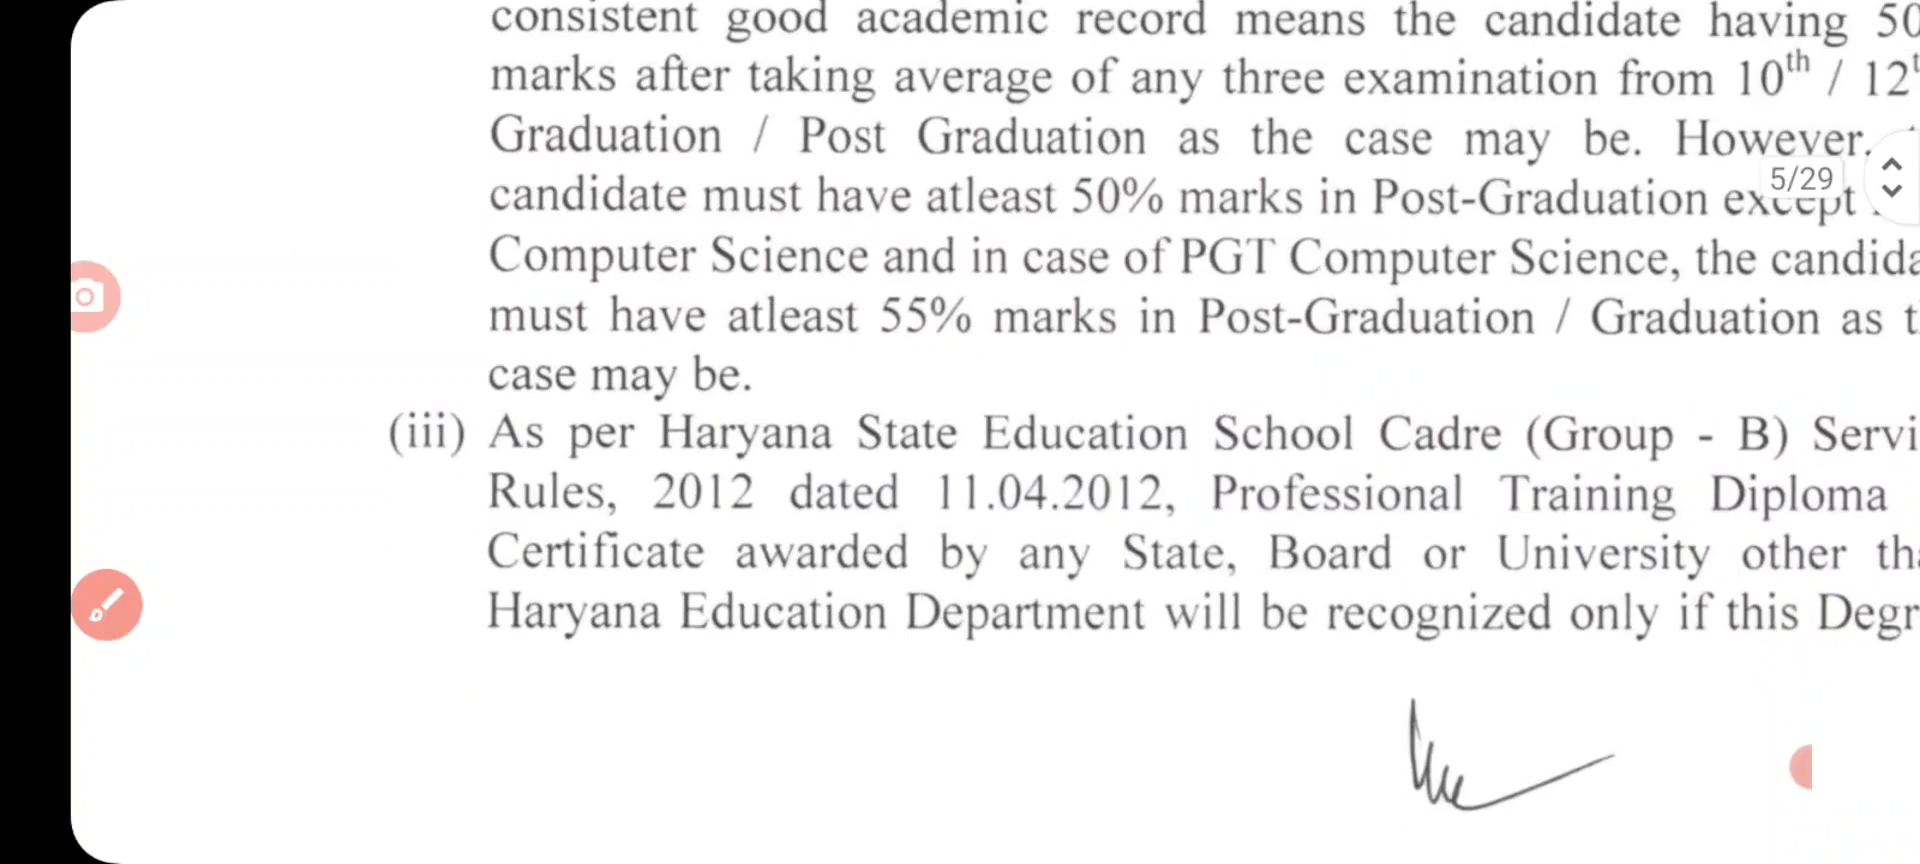 consistent good academic record means the candidate having 50
marks after taking average of any three examination from 10th / 12
Graduation / Post Graduation as the case may be. However,
5/29
candidate must have atleast 50% marks in Post-Graduation except
Computer Science and in case of PGT Computer Science, the candida
must have atleast 55% marks in Post-Graduation / Graduation as t
case may be.
(iii) As per Haryana State Education School Cadre (Group - B) Servi
Rules, 2012 dated 11.04.2012, Professional Training Diploma
Certificate awarded by any State, Board or University other tha
Haryana Education Department will be recognized only if this Degr